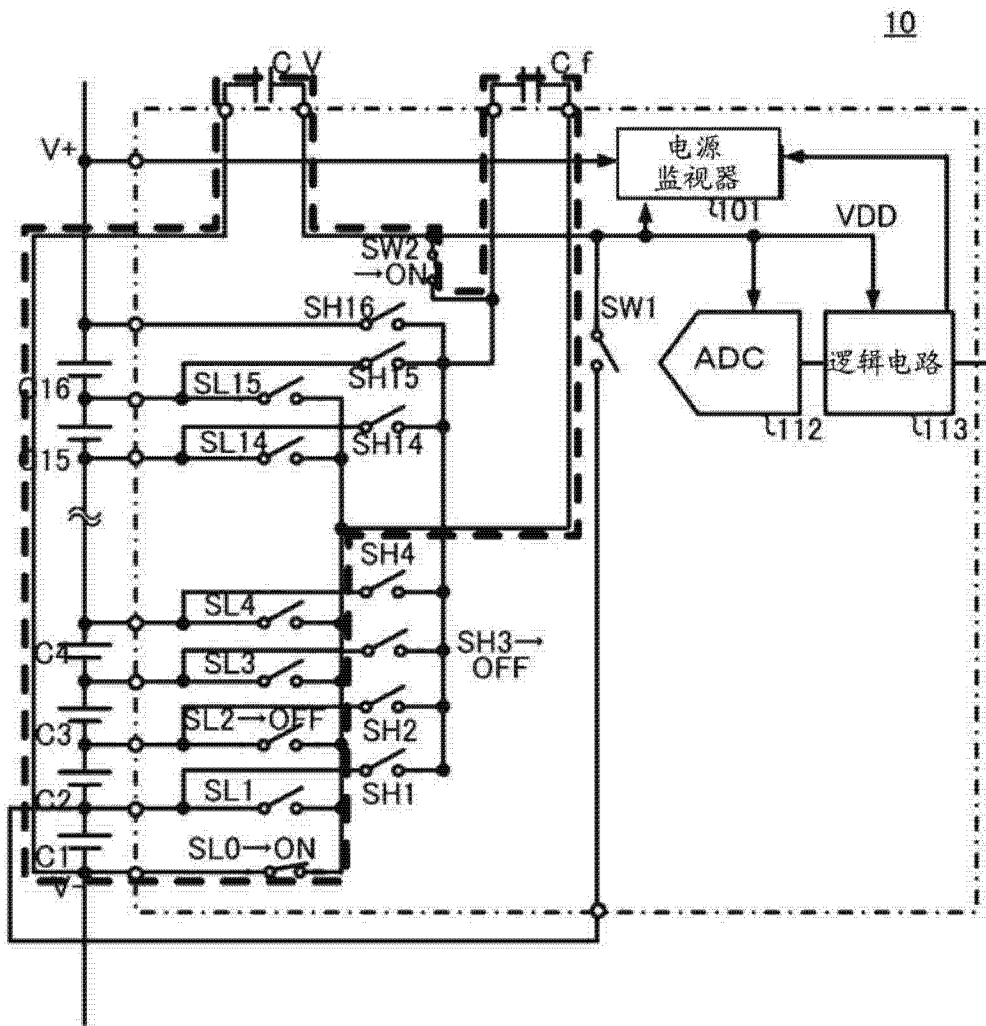 10
C V
C f
V+
电源
监视器
101
VDD
SW2
→ON
SH16
SW1
SH15
ADC
逻辑电路
C16
SL15
SH14
112
113
C15
SL14
SH4
SL4
C4
SL3
SH3→
OFF
SL2→OFF
C3
SH2
C2
SL1
SH1
C1
SL0→ON
V-